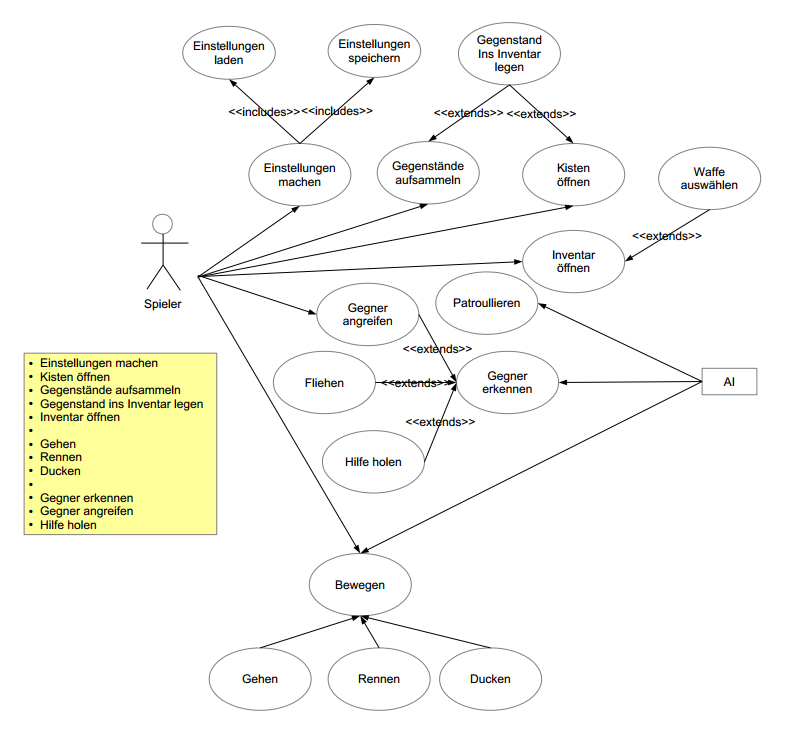 Einstellungen
laden
Einstellungen
speichern
Gegenstand
Ins Inventar
legen
<<includes>>
<<includes>>
<<extends>>
<<extends>>
Einstellungen
machen
Gegenstände
aufsammeln
Kisten
öffnen
Waffe
auswählen
<<extends>>
Inventar
öffnen
Spieler
Gegner
angreifen
Patroullieren
<<extends>>
Fliehen
<<extends>>
Gegner
erkennen
AI
<<extends>>
Hilfe holen
• Einstellungen machen
• Kisten öffnen
• Gegenstände aufsammeln
• Gegenstand ins Inventar legen
• Inventar öffnen
•
• Gehen
• Rennen
• Ducken
•
• Gegner erkennen
• Gegner angreifen
• Hilfe holen
Bewegen
Gehen
Rennen
Ducken